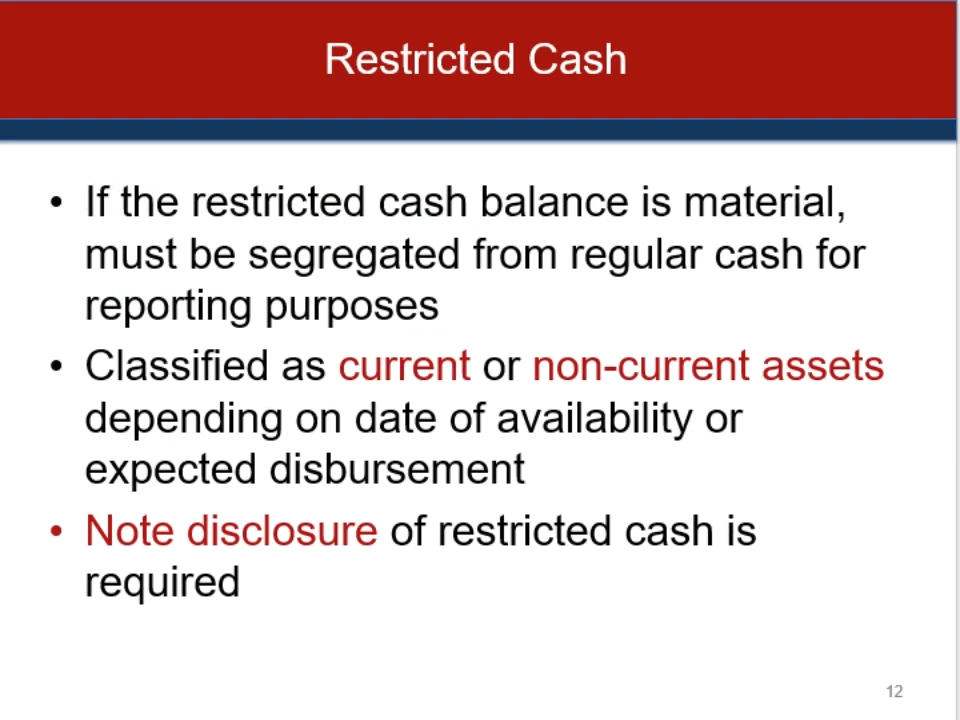 Restricted Cash
• If the restricted cash balance is material,
must be segregated from regular cash for
reporting purposes
• Classified as current or non-current assets
depending on date of availability or
expected disbursement
• Note disclosure of restricted cash is
required
12